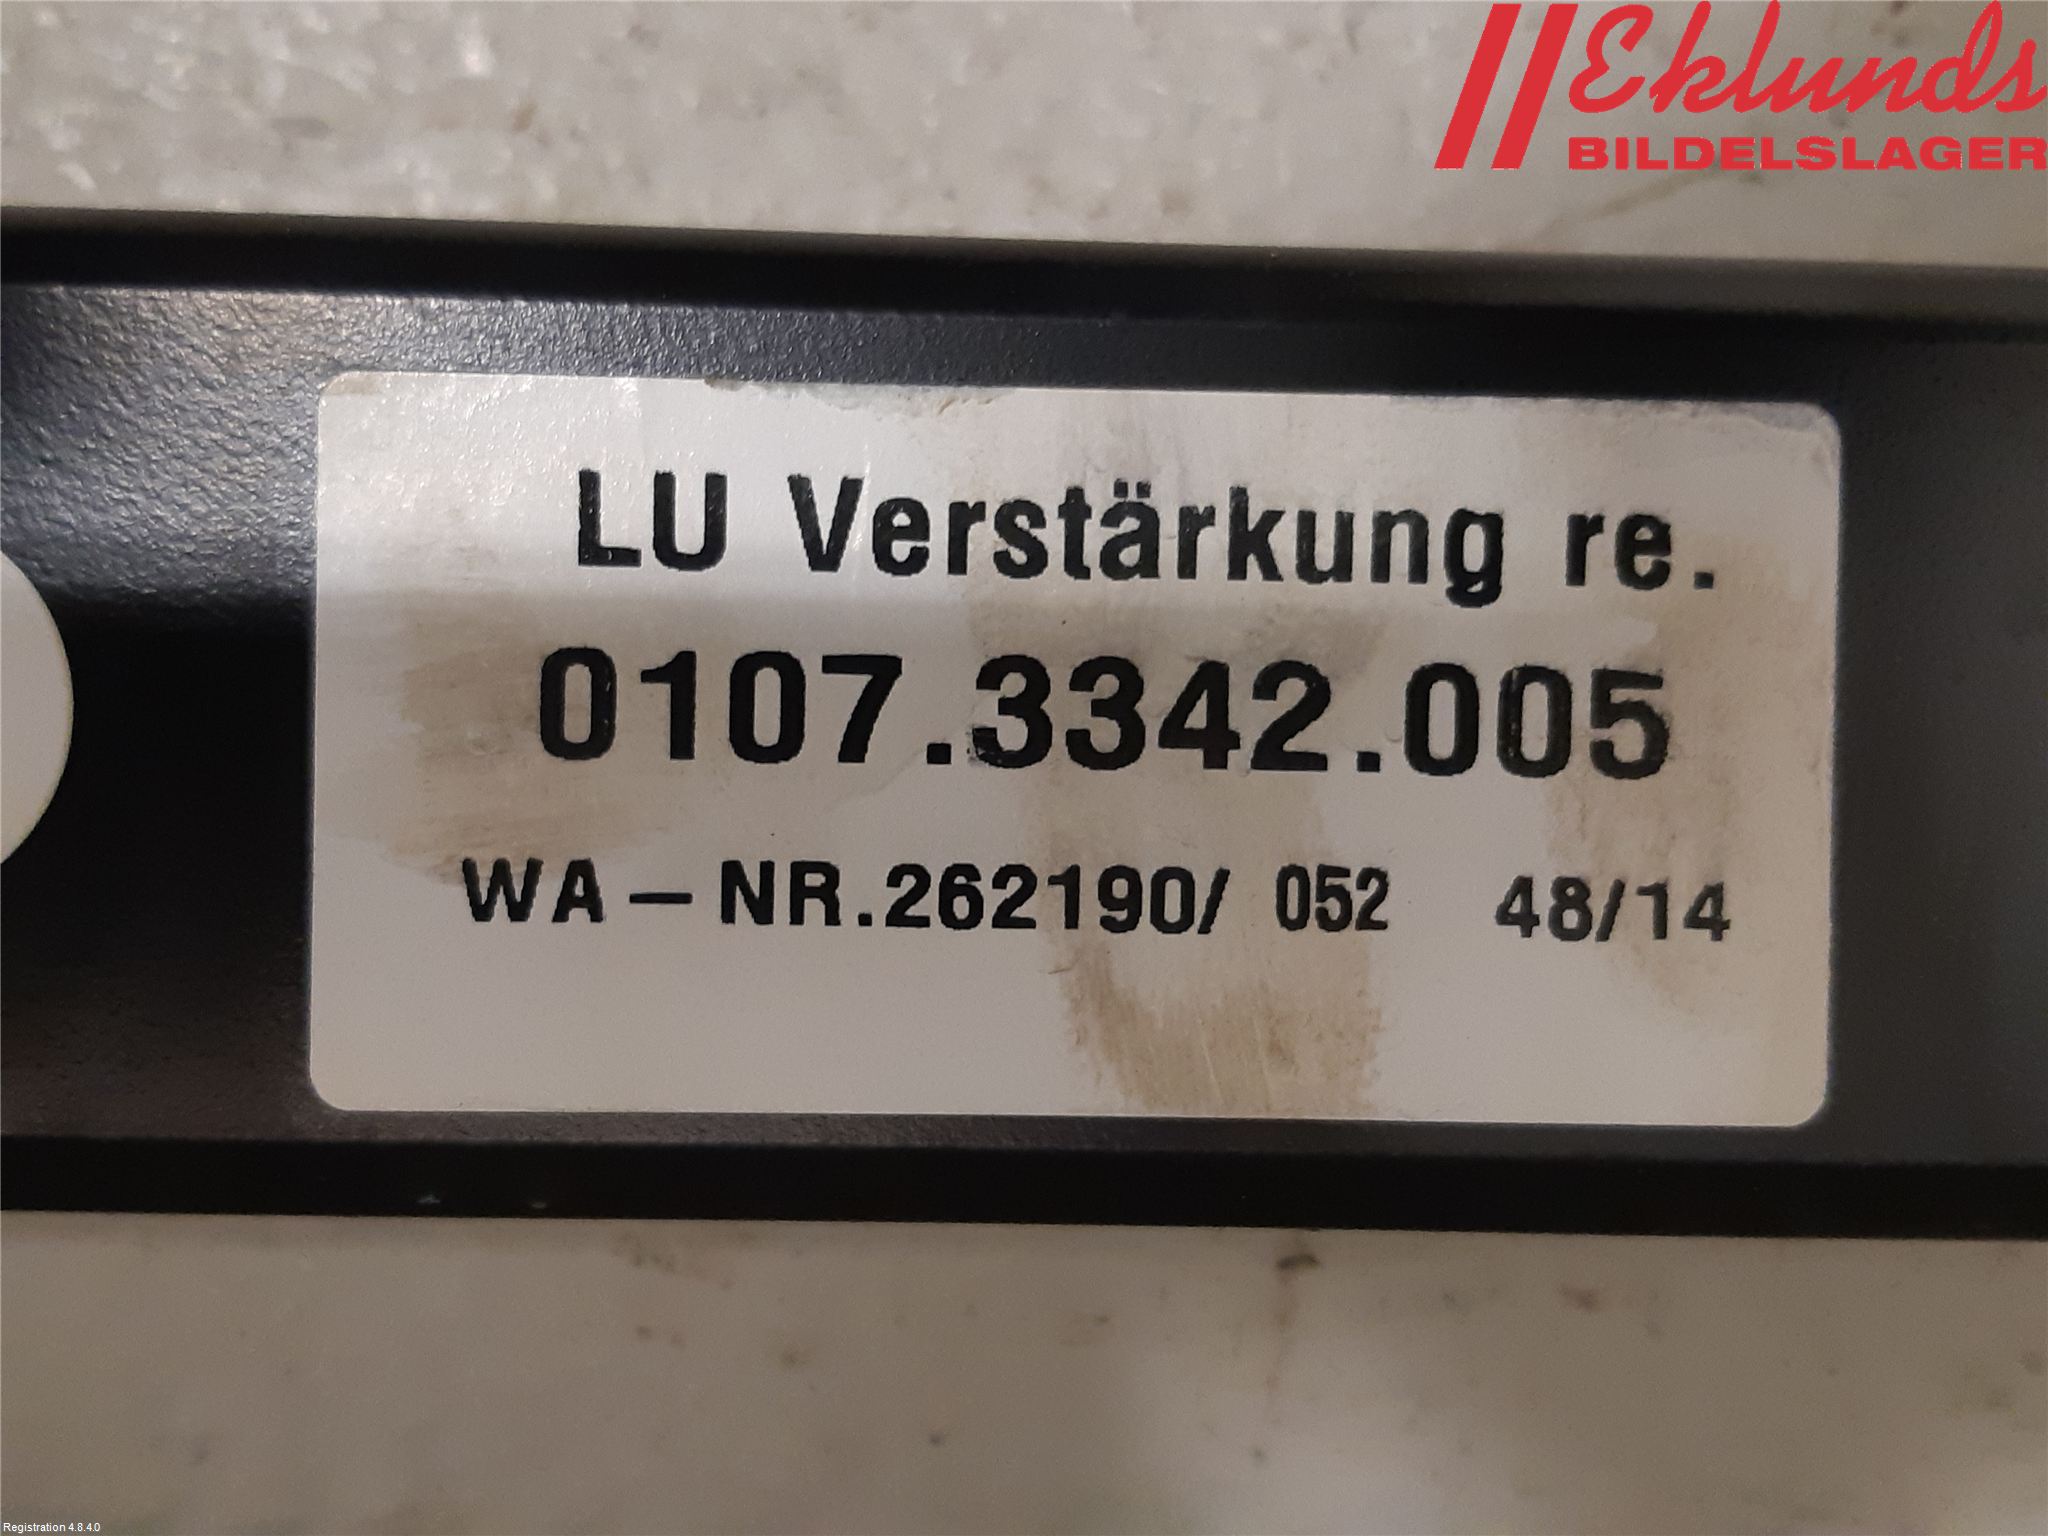 Eklunds
BILDELSLAGER
LU Verstärkung re.
0107.3342.005
WA-NR.262190/ 052 48/14
Registration 4.8.4.0